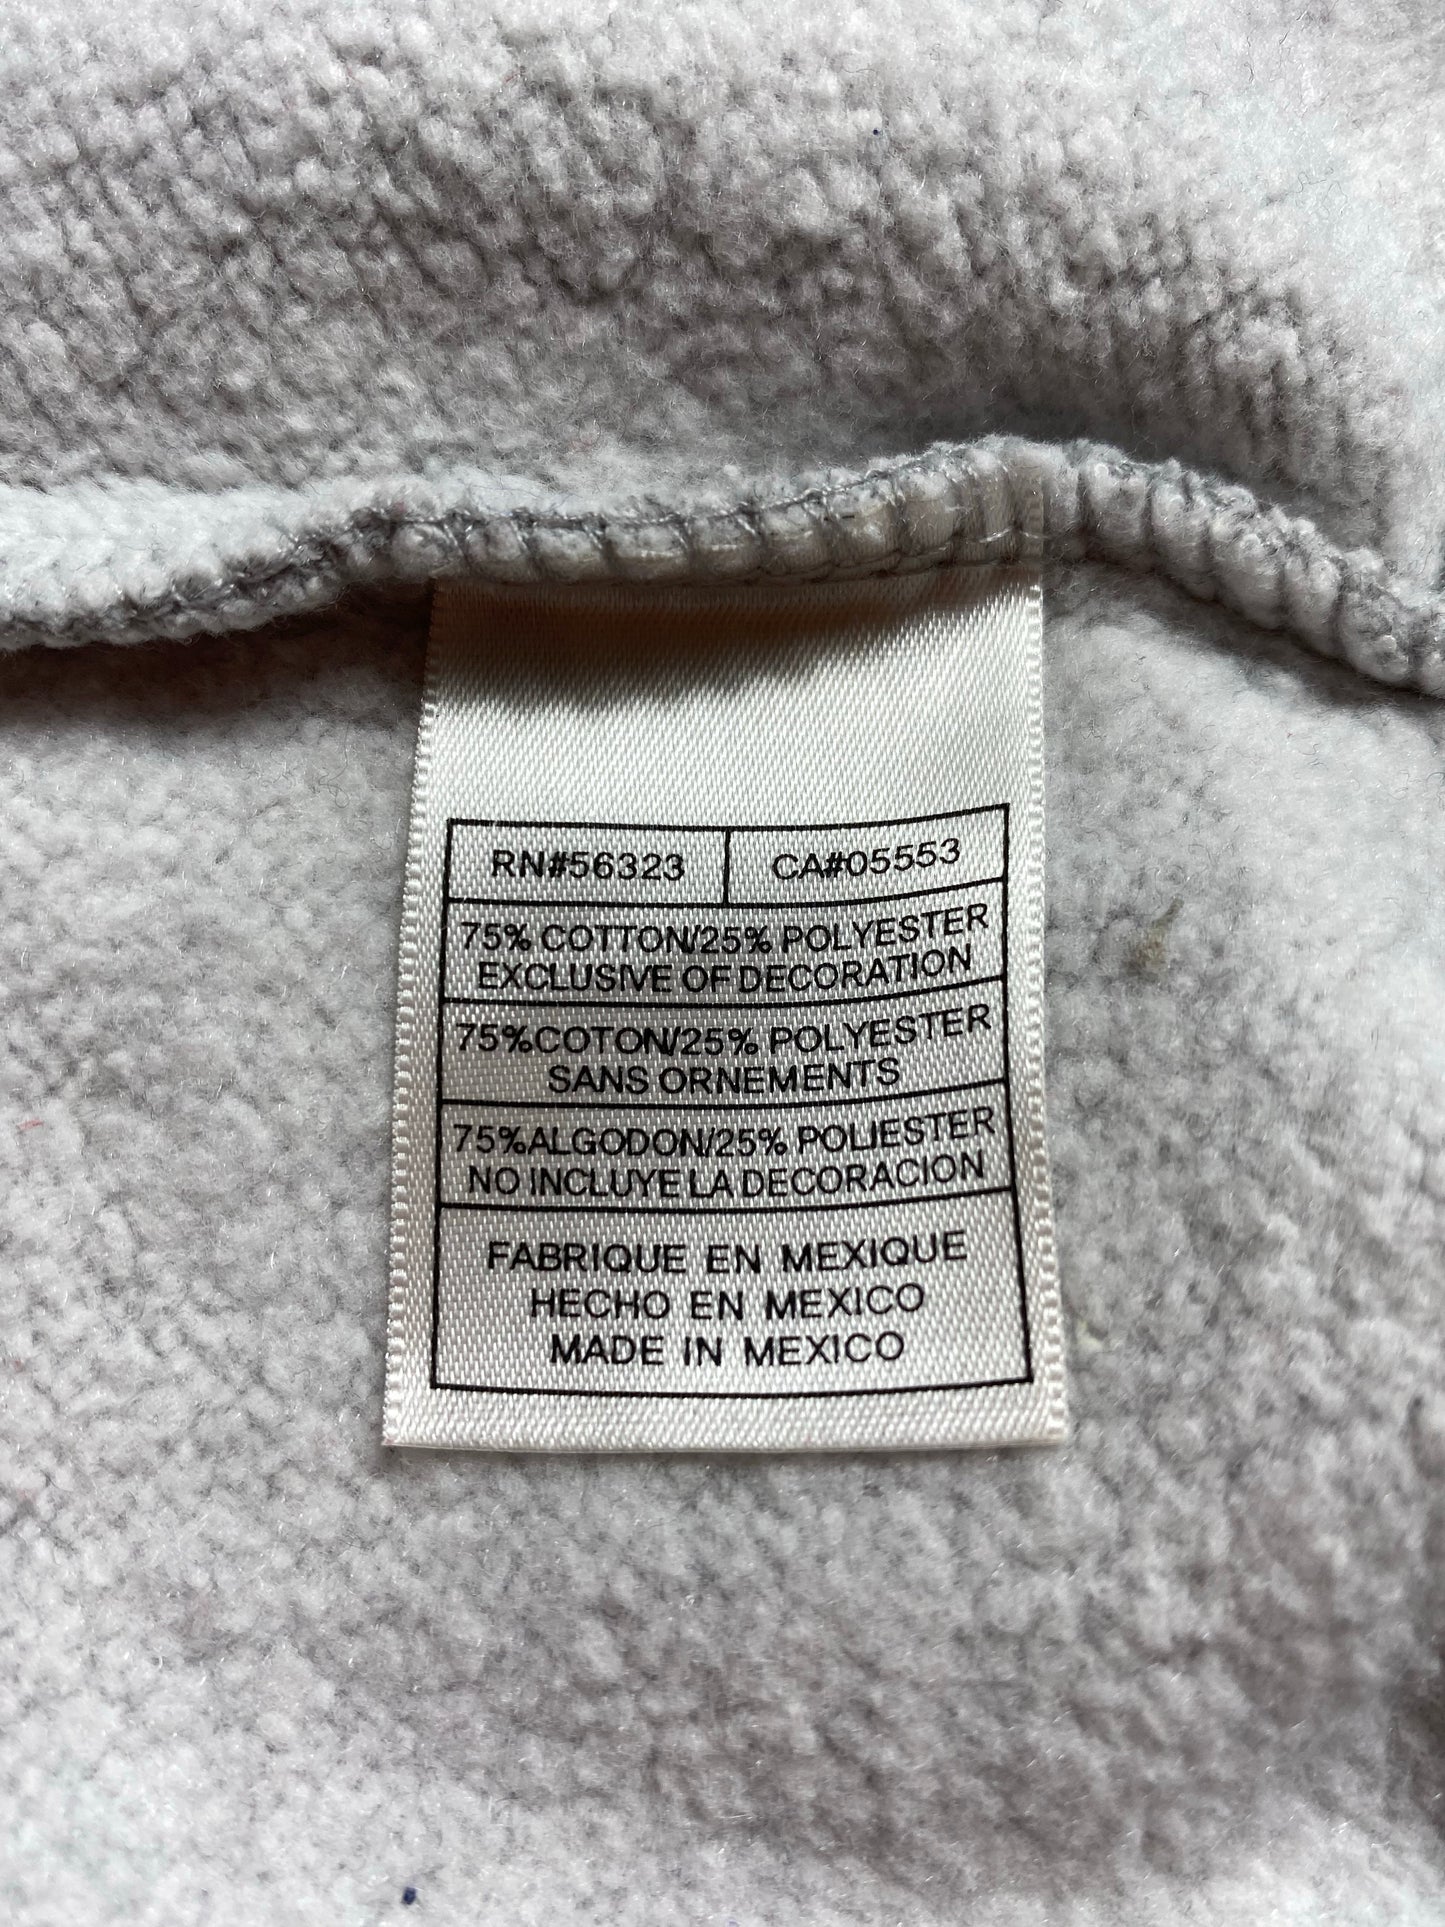 RN#56323 CA#05553
75% COTTON/25% POLYESTER
EXCLUSIVE OF DECORATION
75%COTON/25% POLYESTER
SANS ORNEMENTS
75%ALGODON/25% POLIESTER
NO INCLUYE LA DECORACION
FABRIQUE EN MEXIQUE
HECHO EN MEXICO
MADE IN MEXICO